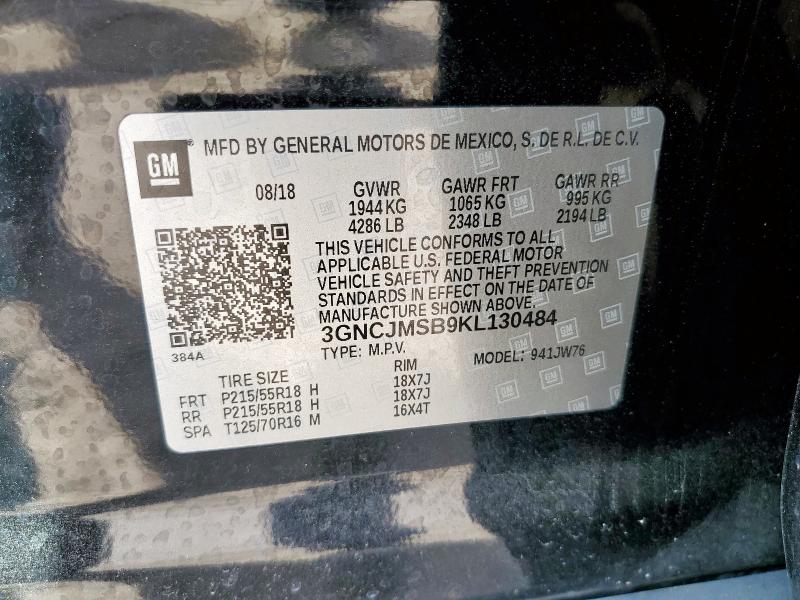 GM
MFD BY GENERAL MOTORS DE MEXICO, S. DE R.L. DE C.V.
08/18 GVWR GAWR FRT GAWR RR
1944 KG 1065 KG 995 KG
4286 LB 2348 LB 2194 LB
THIS VEHICLE CONFORMS TO ALL
APPLICABLE U.S. FEDERAL MOTOR
VEHICLE SAFETY AND THEFT PREVENTION
STANDARDS IN EFFECT ON THE DATE OF
MANUFACTURE SHOWN ABOVE.
3GNCJMSB9KL130484
384A
TYPE: M.P.V. MODEL: 941JW76
TIRE SIZE RIM
FRT P215/55R18 H 18X7J
RR P215/55R18 H 18X7J
SPA T125/70R16 M 16X4T